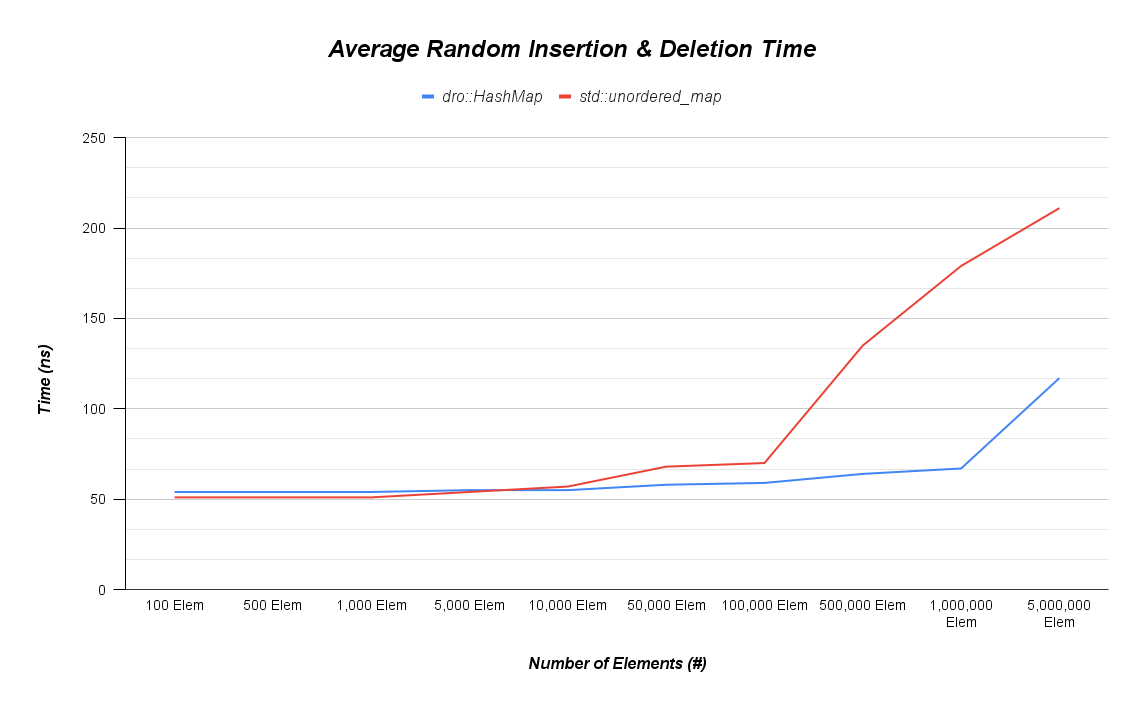 Average Random Insertion & Deletion Time
dro::HashMap std::unordered_map
250
200
150
100
50
0
Time (ns)
100 Elem 500 Elem 1,000 Elem 5,000 Elem 10,000 Elem 50,000 Elem 100,000 Elem 500,000 Elem 1,000,000 Elem 5,000,000 Elem
Number of Elements (#)